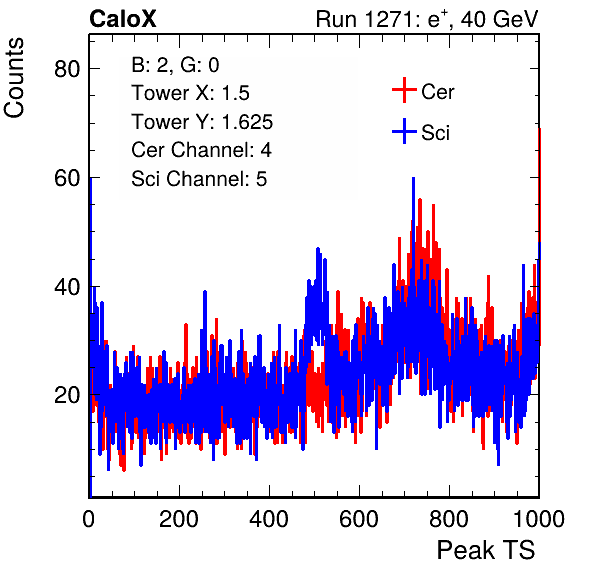 CaloX Run 1271: e+, 40 GeV
Counts
80
60
40
20
B: 2, G: 0
Tower X: 1.5
Tower Y: 1.625
Cer Channel: 4
Sci Channel: 5
Cer
Sci
0 200 400 600 800 1000
Peak TS